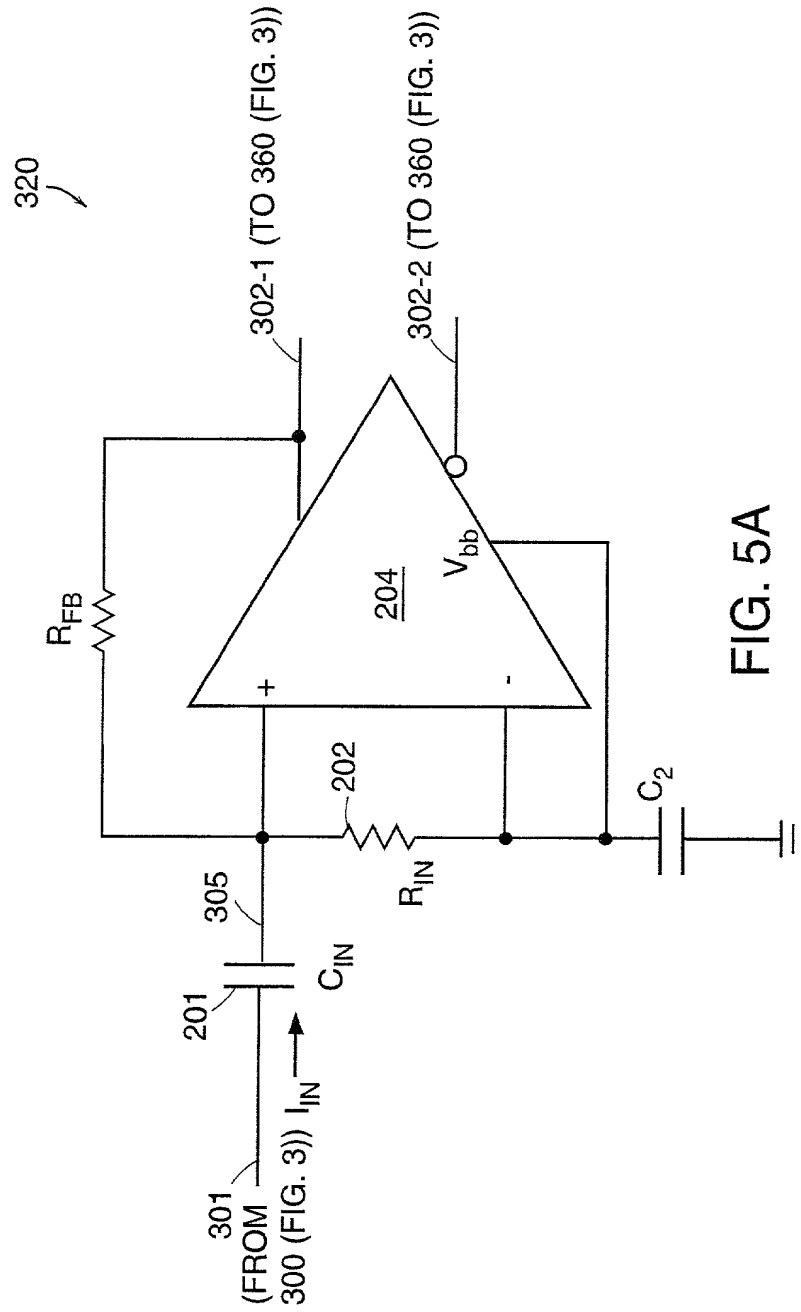 320
R_FB
302-1 (TO 360 (FIG. 3))
302-2 (TO 360 (FIG. 3))
+
-
204
V_bb
305
202
201
C_IN
R_IN
I_IN
301
(FROM
300 (FIG. 3))
C_2
FIG. 5A